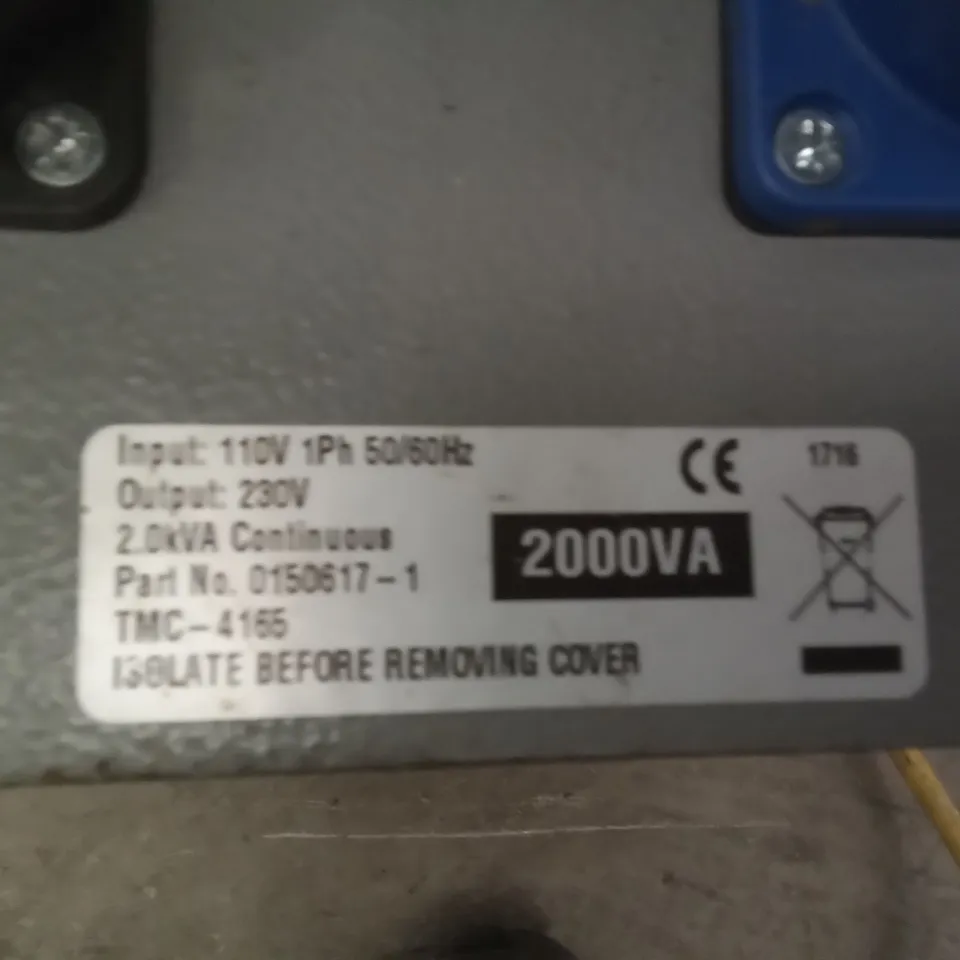 Input: 110V 1Ph 50/60Hz
Output: 230V
2.0kVA Continuous
Part No. 0150617-1
TMC-4165
ISOLATE BEFORE REMOVING COVER
2000VA
CE
1716